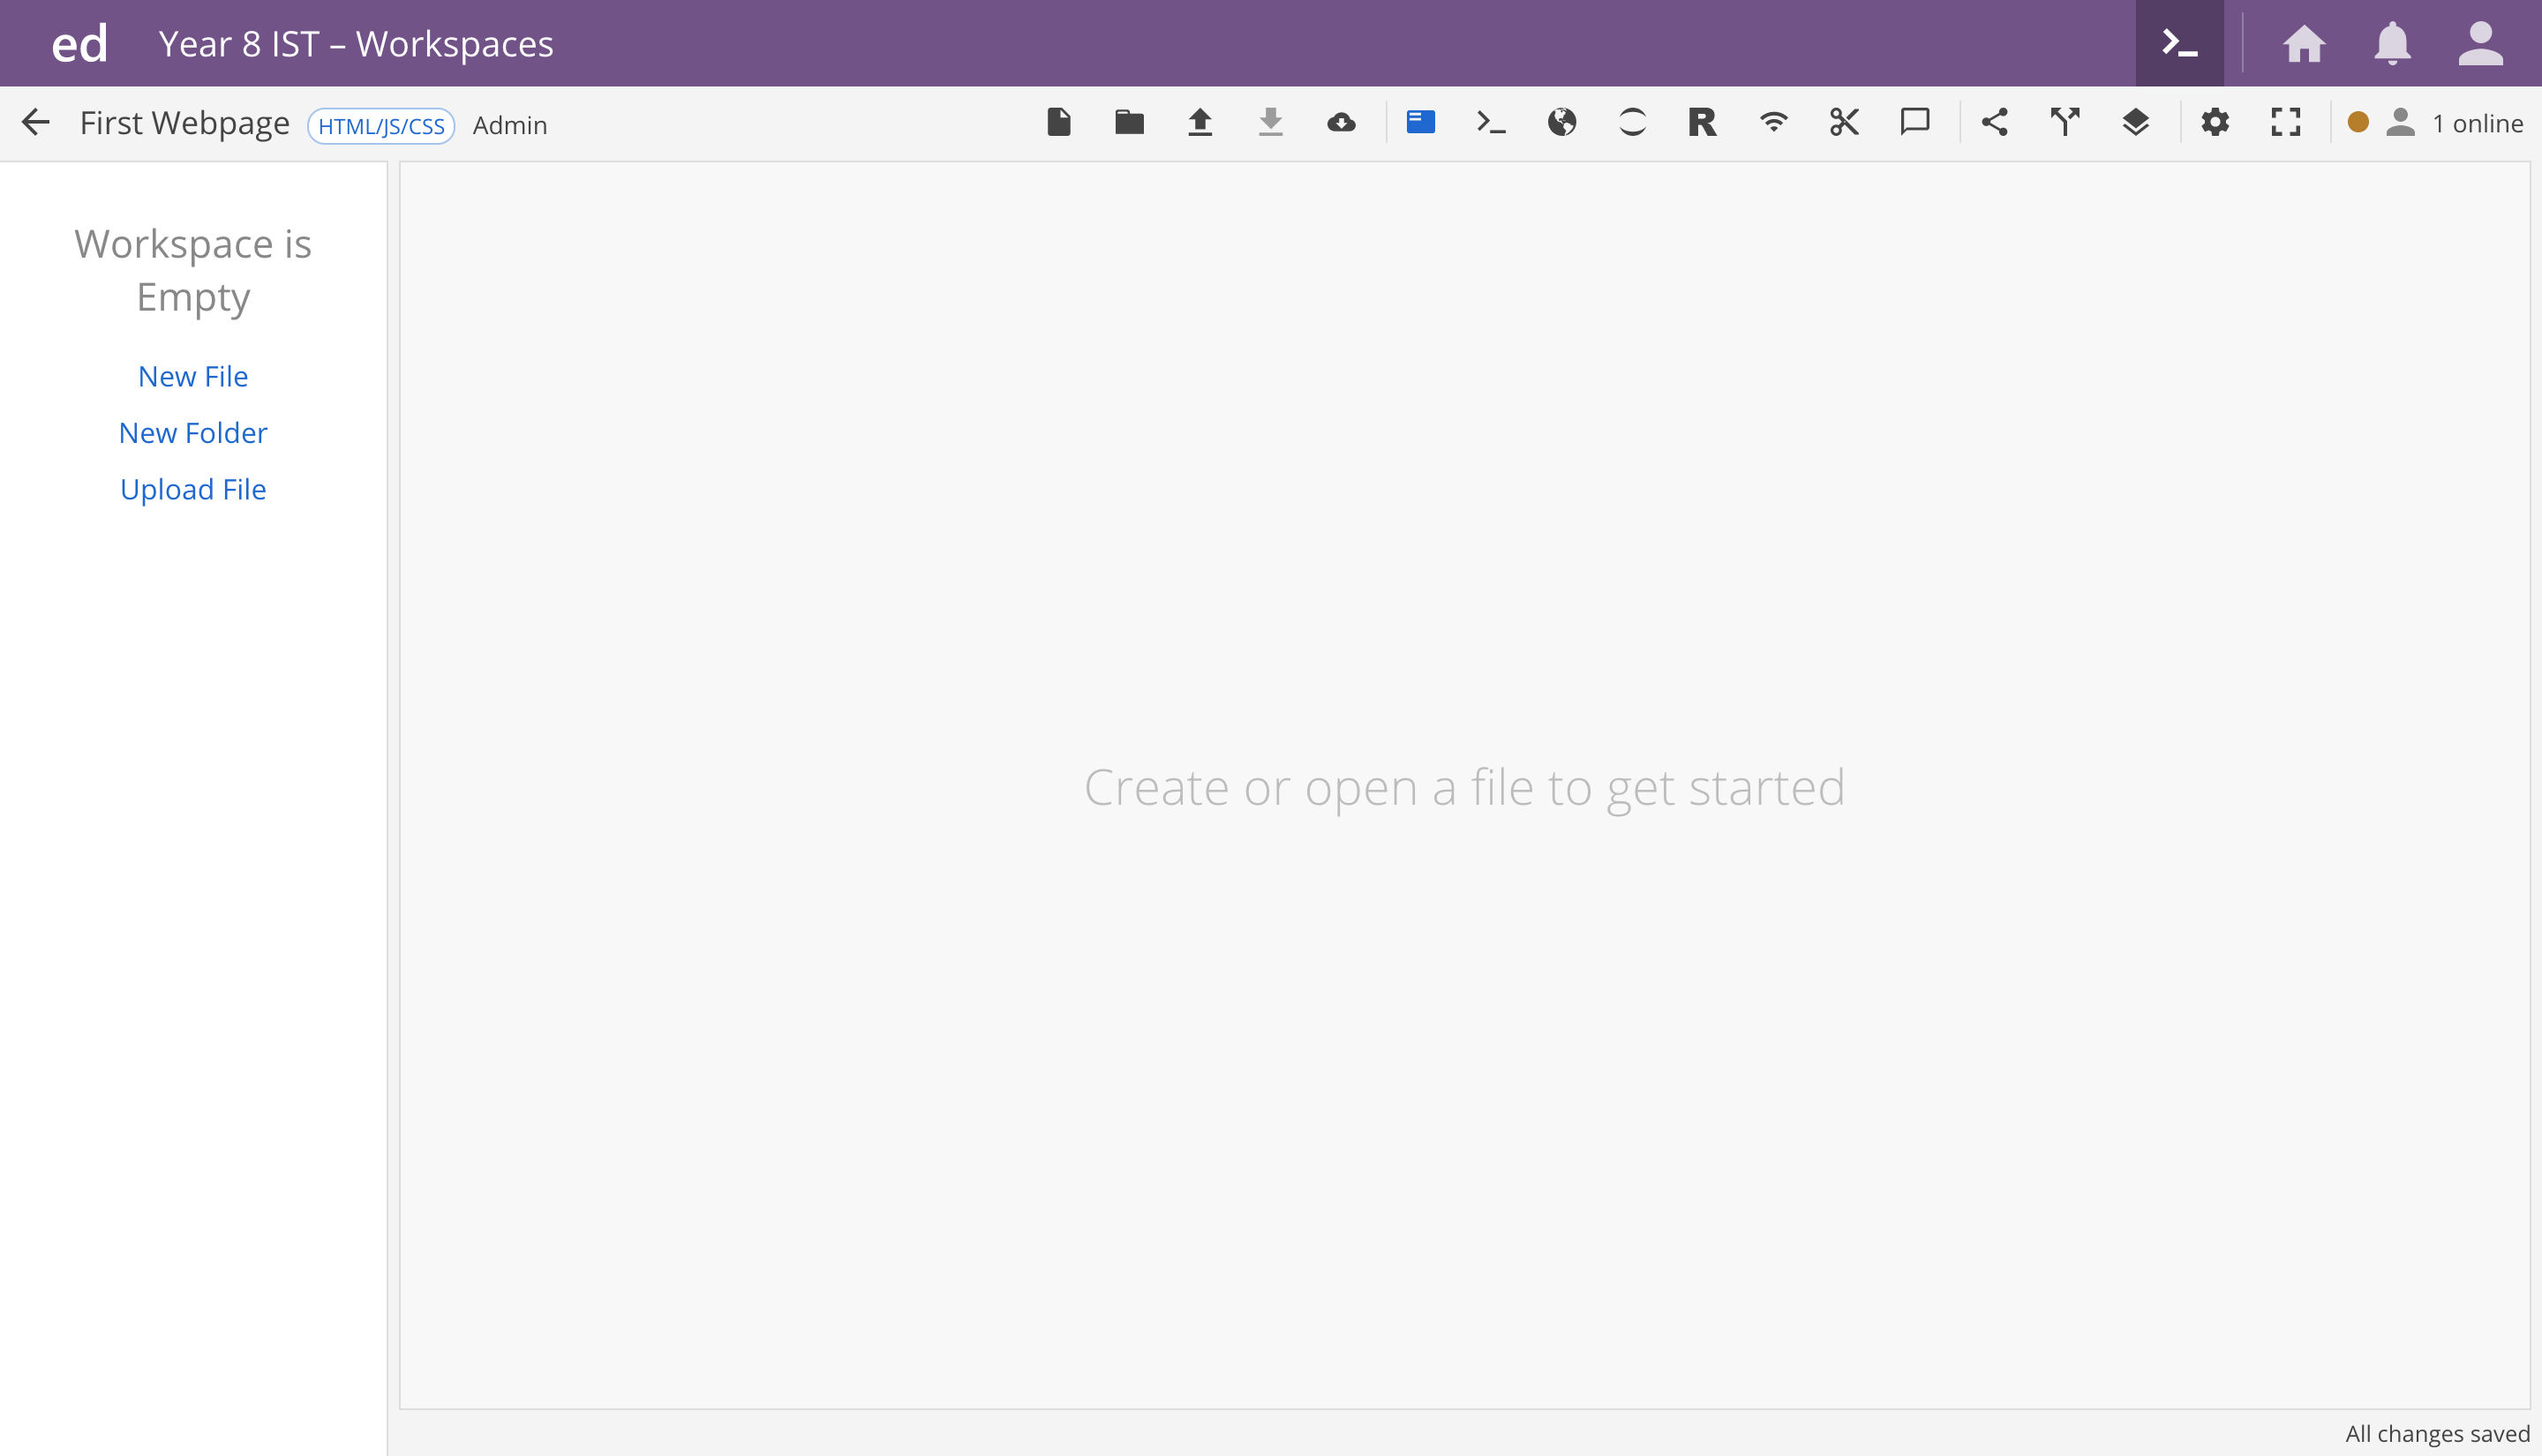 ed
Year 8 IST – Workspaces
First Webpage HTML/JS/CSS Admin
1 online
Workspace is
Empty
New File
New Folder
Upload File
Create or open a file to get started
All changes saved